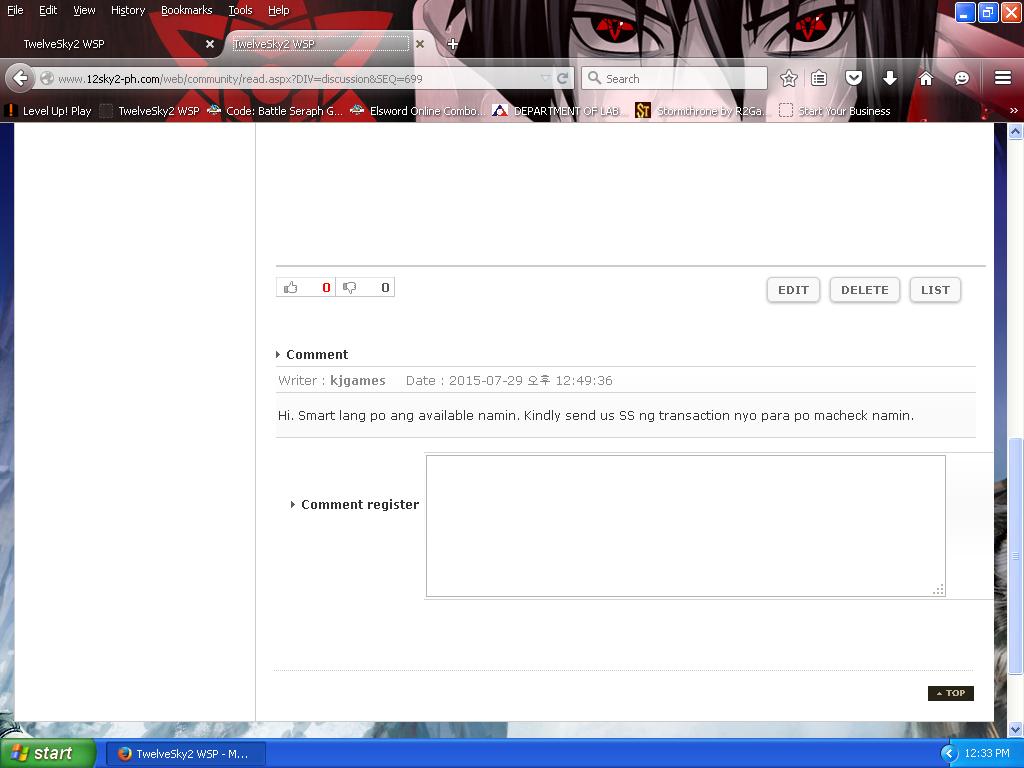 File Edit View History Bookmarks Tools Help
TwelveSky2 WSP
TwelveSky2 WSP
www.12sky2-ph.com/web/community/read.aspx?DIV=discussion&SEQ=699
Search
Level Up! Play
TwelveSky2 WSP
Code: Battle Seraph G...
Elsword Online Combo...
DEPARTMENT OF LAB...
ST
Stormthrone by R2Ga...
Start Your Business
0
0
EDIT
DELETE
LIST
Comment
Writer : kjgames Date : 2015-07-29 오후 12:49:36
Hi. Smart lang po ang available namin. Kindly send us SS ng transaction nyo para po macheck namin.
Comment register
TOP
start
TwelveSky2 WSP - M...
12:33 PM